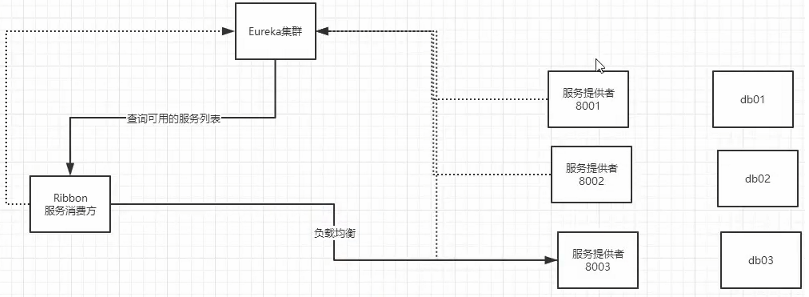 Eureka集群
查询可用的服务列表
Ribbon
服务消费方
负载均衡
服务提供者
8001
db01
服务提供者
8002
db02
服务提供者
8003
db03